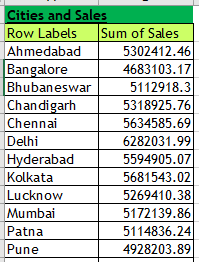 Cities and Sales
Row Labels Sum of Sales
Ahmedabad 5302412.46
Bangalore 4683103.17
Bhubaneswar 5112918.3
Chandigarh 5318925.76
Chennai 5634585.69
Delhi 6282031.99
Hyderabad 5594905.07
Kolkata 5681543.02
Lucknow 5269410.38
Mumbai 5172139.86
Patna 5114836.24
Pune 4928203.89